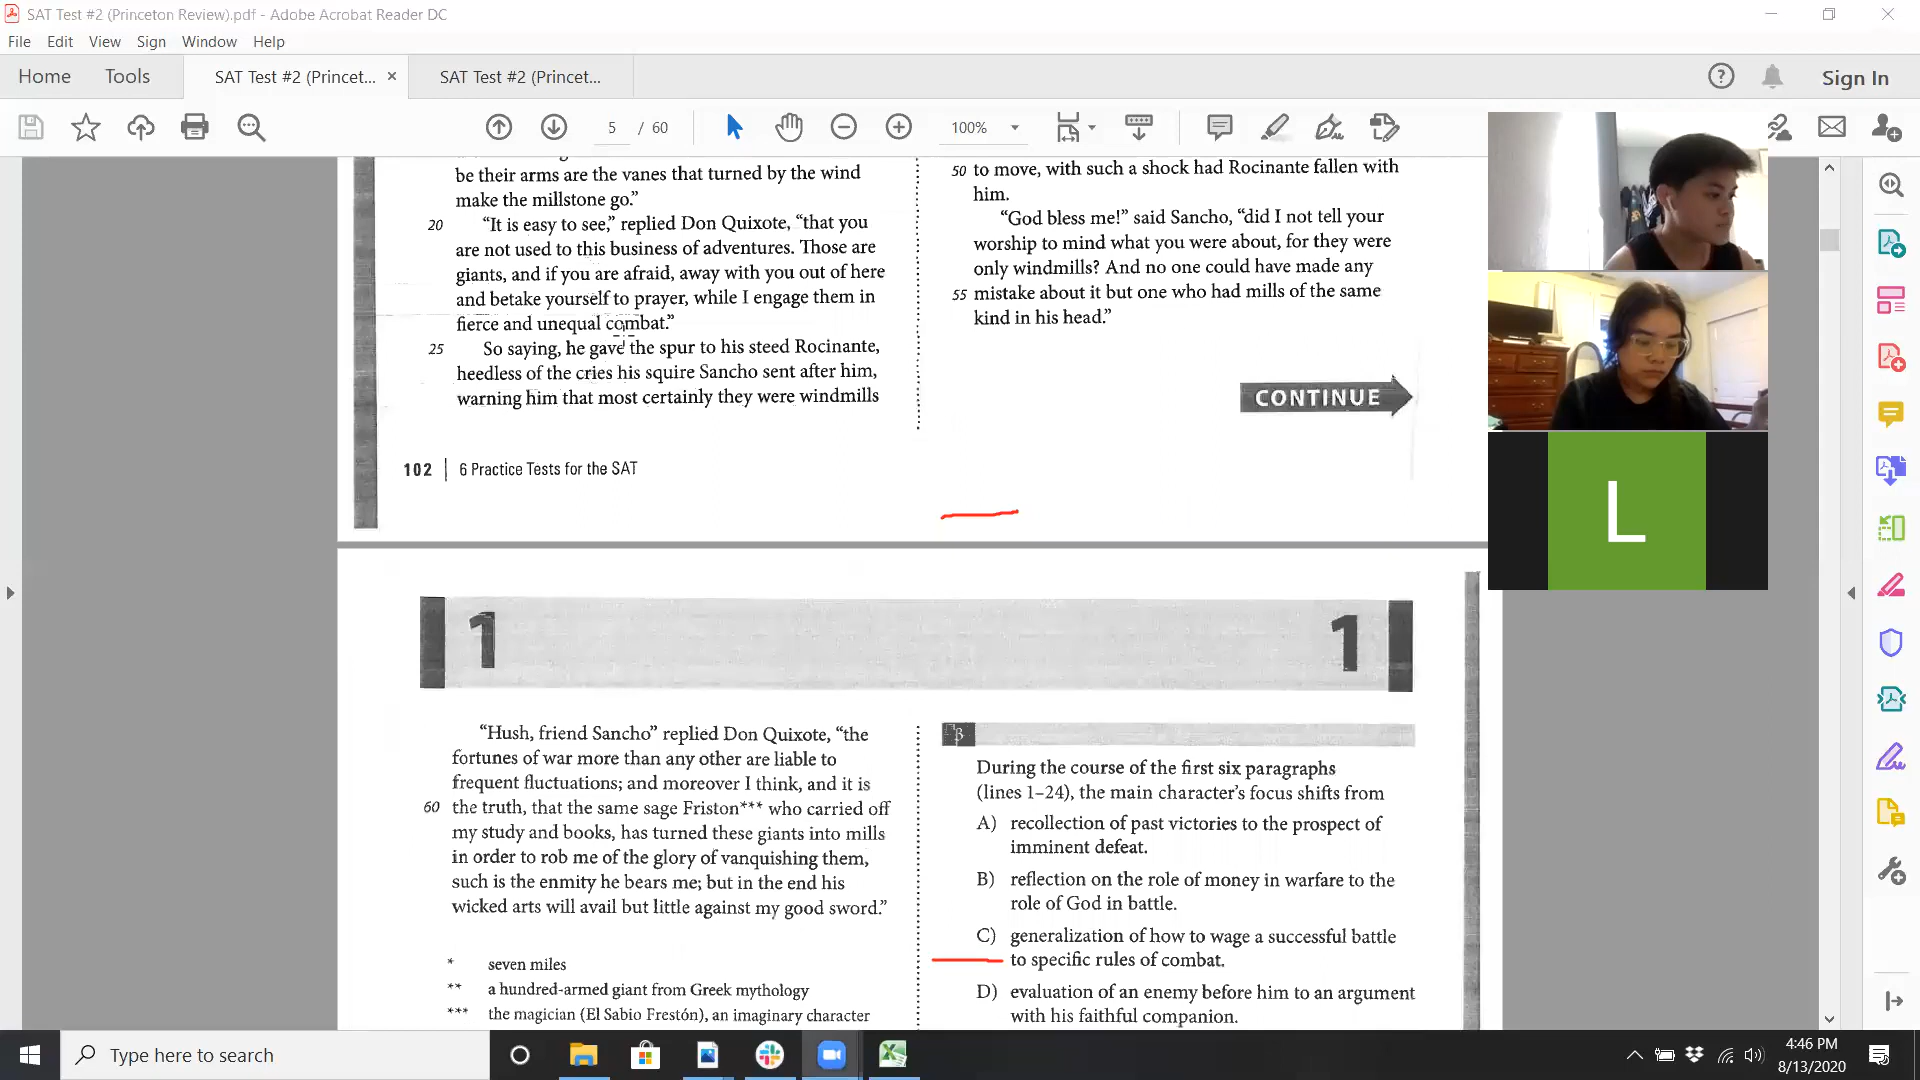 SAT Test #2 (Princeton Review).pdf - Adobe Acrobat Reader DC
File Edit View Sign Window Help
Home Tools SAT Test #2 (Princet... × SAT Test #2 (Princet... Sign In
5 / 60 100%
be their arms are the vanes that turned by the wind
make the millstone go.”
20 “It is easy to see,” replied Don Quixote, “that you
are not used to this business of adventures. Those are
giants, and if you are afraid, away with you out of here
and betake yourself to prayer, while I engage them in
fierce and unequal combat.”
25 So saying, he gave the spur to his steed Rocinante,
heedless of the cries his squire Sancho sent after him,
warning him that most certainly they were windmills
50 to move, with such a shock had Rocinante fallen with
him.
“God bless me!” said Sancho, “did I not tell your
worship to mind what you were about, for they were
only windmills? And no one could have made any
55 mistake about it but one who had mills of the same
kind in his head.”
CONTINUE
102 | 6 Practice Tests for the SAT
L
1 1
“Hush, friend Sancho” replied Don Quixote, “the
fortunes of war more than any other are liable to
frequent fluctuations; and moreover I think, and it is
60 the truth, that the same sage Friston*** who carried off
my study and books, has turned these giants into mills
in order to rob me of the glory of vanquishing them,
such is the enmity he bears me; but in the end his
wicked arts will avail but little against my good sword.”
* seven miles
** a hundred-armed giant from Greek mythology
*** the magician (El Sabio Frestón), an imaginary character
3
During the course of the first six paragraphs
(lines 1–24), the main character’s focus shifts from
A) recollection of past victories to the prospect of
imminent defeat.
B) reflection on the role of money in warfare to the
role of God in battle.
C) generalization of how to wage a successful battle
to specific rules of combat.
D) evaluation of an enemy before him to an argument
with his faithful companion.
Type here to search
4:46 PM
8/13/2020